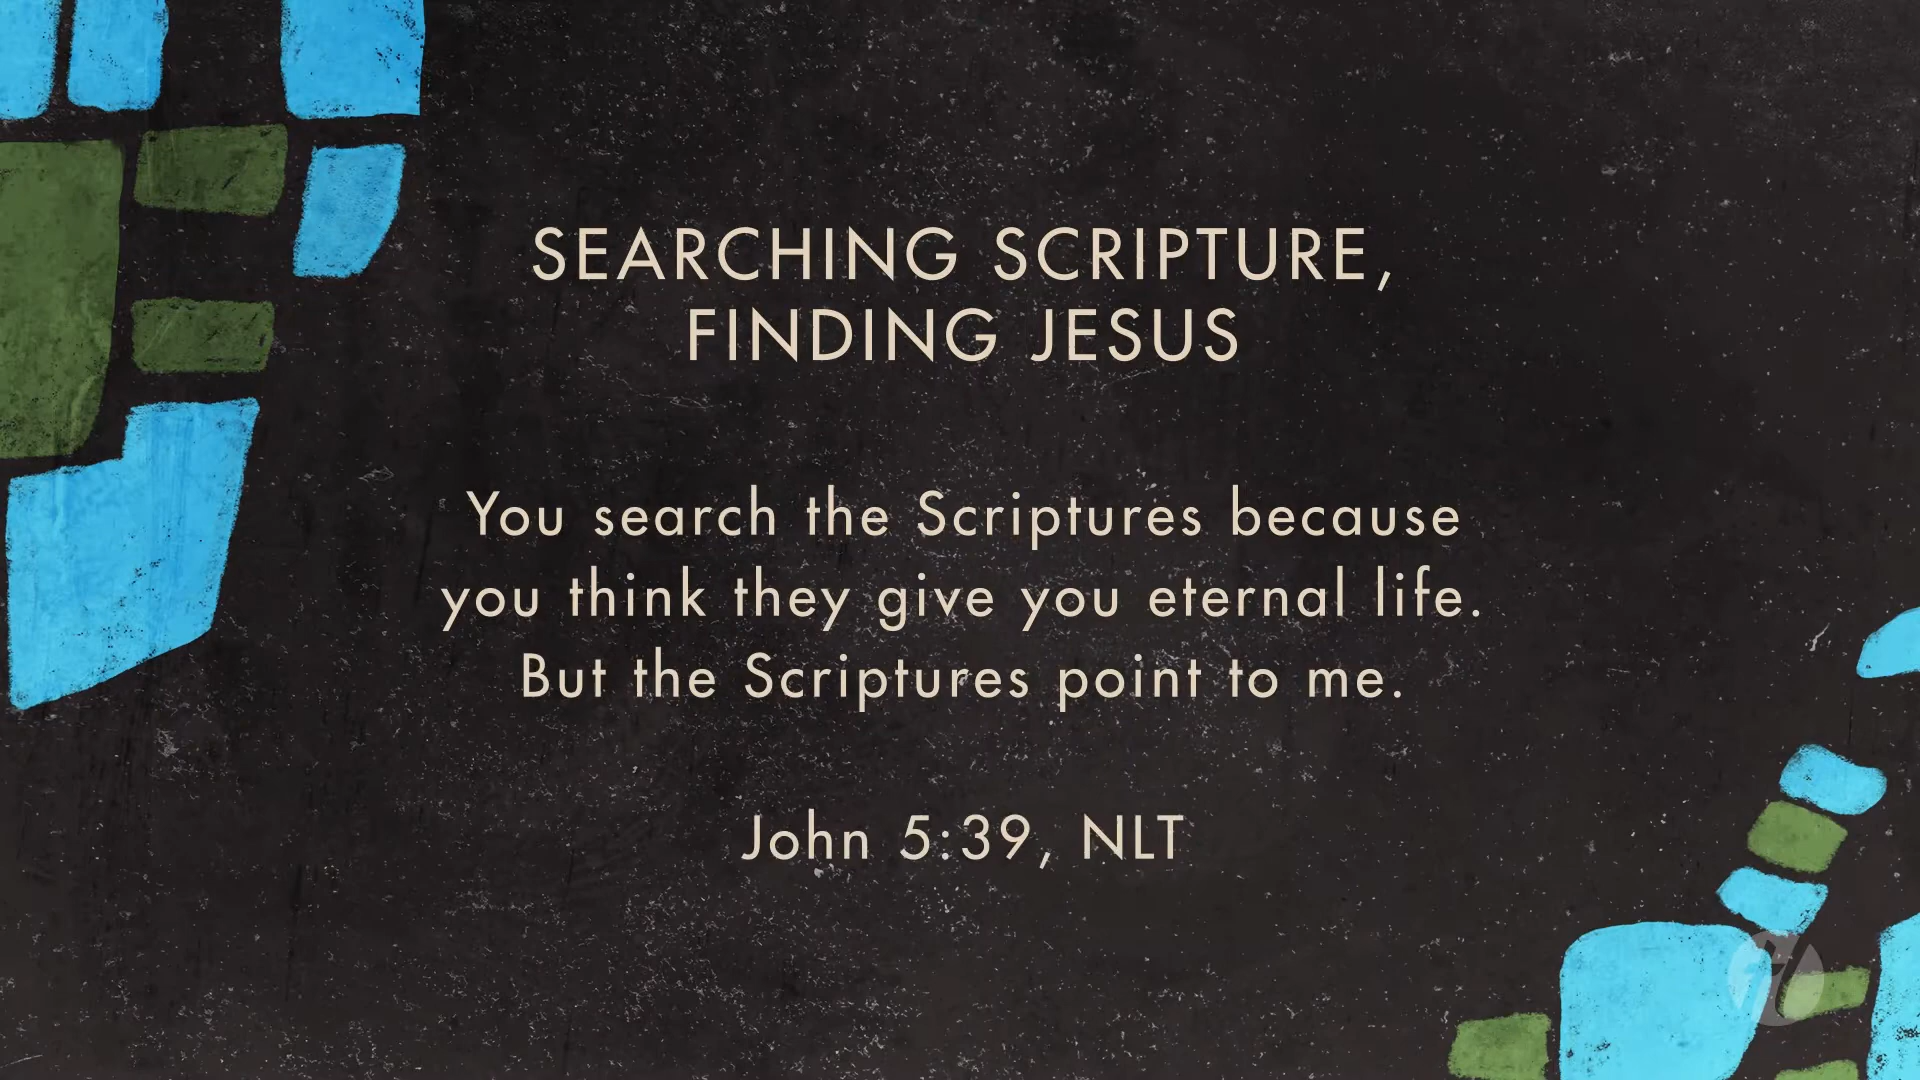 SEARCHING SCRIPTURE,
FINDING JESUS
You search the Scriptures because
you think they give you eternal life.
But the Scriptures point to me.
John 5:39, NLT